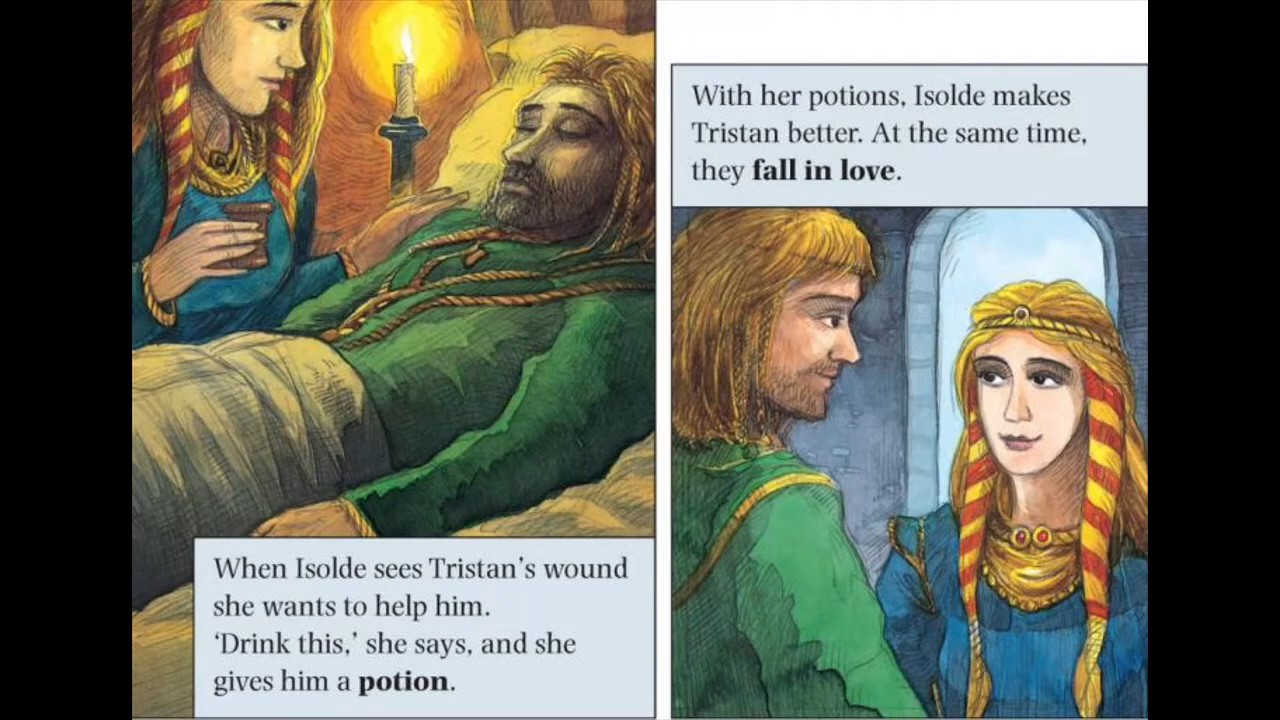 When Isolde sees Tristan’s wound
she wants to help him.
‘Drink this,’ she says, and she
gives him a potion.
With her potions, Isolde makes
Tristan better. At the same time,
they fall in love.